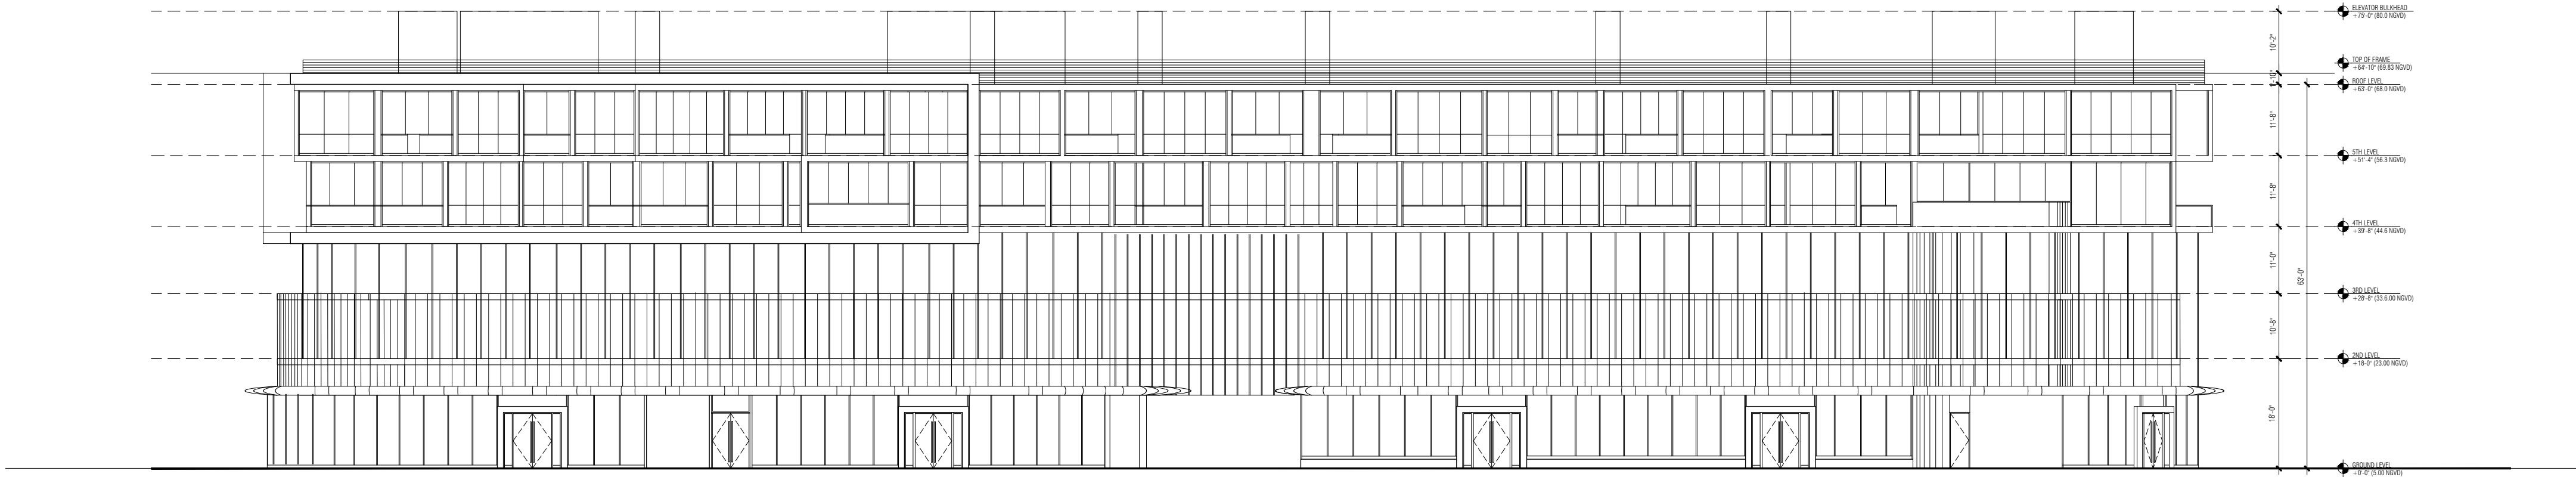 ELEVATOR BULKHEAD
+75'-0" (80.0 NGVD)
10'-2"
TOP OF FRAME
+64'-10" (69.83 NGVD)
ROOF LEVEL
+63'-0" (68.0 NGVD)
11'-8"
5TH LEVEL
+51'-4" (56.3 NGVD)
11'-8"
4TH LEVEL
+39'-8" (44.6 NGVD)
11'-0"
63'-0"
3RD LEVEL
+28'-8" (33.6.00 NGVD)
10'-8"
2ND LEVEL
+18'-0" (23.00 NGVD)
18'-0"
GROUND LEVEL
+0'-0" (5.00 NGVD)